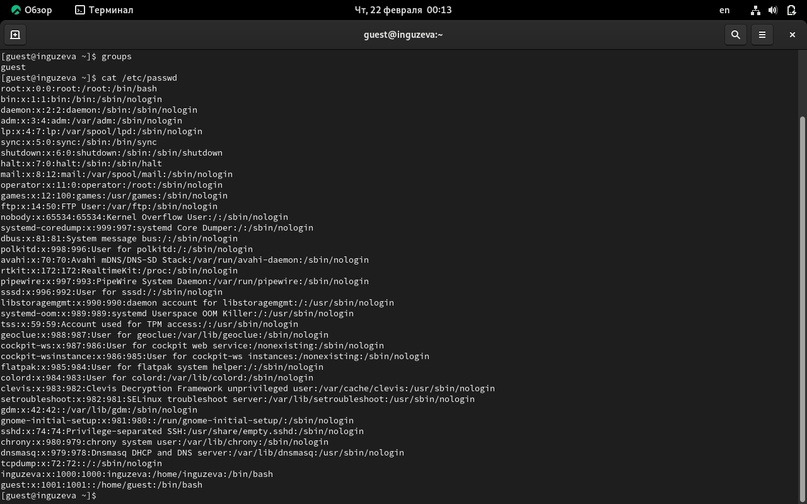 Обзор
Терминал
Чт, 22 февраля 00:13
en
guest@inguzeva:~
[guest@inguzeva ~]$ groups
guest
[guest@inguzeva ~]$ cat /etc/passwd
root:x:0:0:root:/root:/bin/bash
bin:x:1:1:bin:/bin:/sbin/nologin
daemon:x:2:2:daemon:/sbin:/sbin/nologin
adm:x:3:4:adm:/var/adm:/sbin/nologin
lp:x:4:7:lp:/var/spool/lpd:/sbin/nologin
sync:x:5:0:sync:/sbin:/bin/sync
shutdown:x:6:0:shutdown:/sbin:/sbin/shutdown
halt:x:7:0:halt:/sbin:/sbin/halt
mail:x:8:12:mail:/var/spool/mail:/sbin/nologin
operator:x:11:0:operator:/root:/sbin/nologin
games:x:12:100:games:/usr/games:/sbin/nologin
ftp:x:14:50:FTP User:/var/ftp:/sbin/nologin
nobody:x:65534:65534:Kernel Overflow User:/:/sbin/nologin
systemd-coredump:x:999:997:systemd Core Dumper:/:/sbin/nologin
dbus:x:81:81:System message bus:/:/sbin/nologin
polkitd:x:998:996:User for polkitd:/:/sbin/nologin
avahi:x:70:70:Avahi mDNS/DNS-SD Stack:/var/run/avahi-daemon:/sbin/nologin
rtkit:x:172:172:RealtimeKit:/proc:/sbin/nologin
pipewire:x:997:993:PipeWire System Daemon:/var/run/pipewire:/sbin/nologin
sssd:x:996:992:User for sssd:/:/sbin/nologin
libstoragemgmt:x:990:990:daemon account for libstoragemgmt:/:/usr/sbin/nologin
systemd-oom:x:989:989:systemd Userspace OOM Killer:/:/usr/sbin/nologin
tss:x:59:59:Account used for TPM access:/:/usr/sbin/nologin
geoclue:x:988:987:User for geoclue:/var/lib/geoclue:/sbin/nologin
cockpit-ws:x:987:986:User for cockpit web service:/nonexisting:/sbin/nologin
cockpit-wsinstance:x:986:985:User for cockpit-ws instances:/nonexisting:/sbin/nologin
flatpak:x:985:984:User for flatpak system helper:/:/sbin/nologin
colord:x:984:983:User for colord:/var/lib/colord:/sbin/nologin
clevis:x:983:982:Clevis Decryption Framework unprivileged user:/var/cache/clevis:/usr/sbin/nologin
setroubleshoot:x:982:981:SELinux troubleshoot server:/var/lib/setroubleshoot:/usr/sbin/nologin
gdm:x:42:42::/var/lib/gdm:/sbin/nologin
gnome-initial-setup:x:981:980::/run/gnome-initial-setup/:/sbin/nologin
sshd:x:74:74:Privilege-separated SSH:/usr/share/empty.sshd:/sbin/nologin
chrony:x:980:979:chrony system user:/var/lib/chrony:/sbin/nologin
dnsmasq:x:979:978:Dnsmasq DHCP and DNS server:/var/lib/dnsmasq:/usr/sbin/nologin
tcpdump:x:72:72::/:/sbin/nologin
inguzeva:x:1000:1000:inguzeva:/home/inguzeva:/bin/bash
guest:x:1001:1001::/home/guest:/bin/bash
[guest@inguzeva ~]$